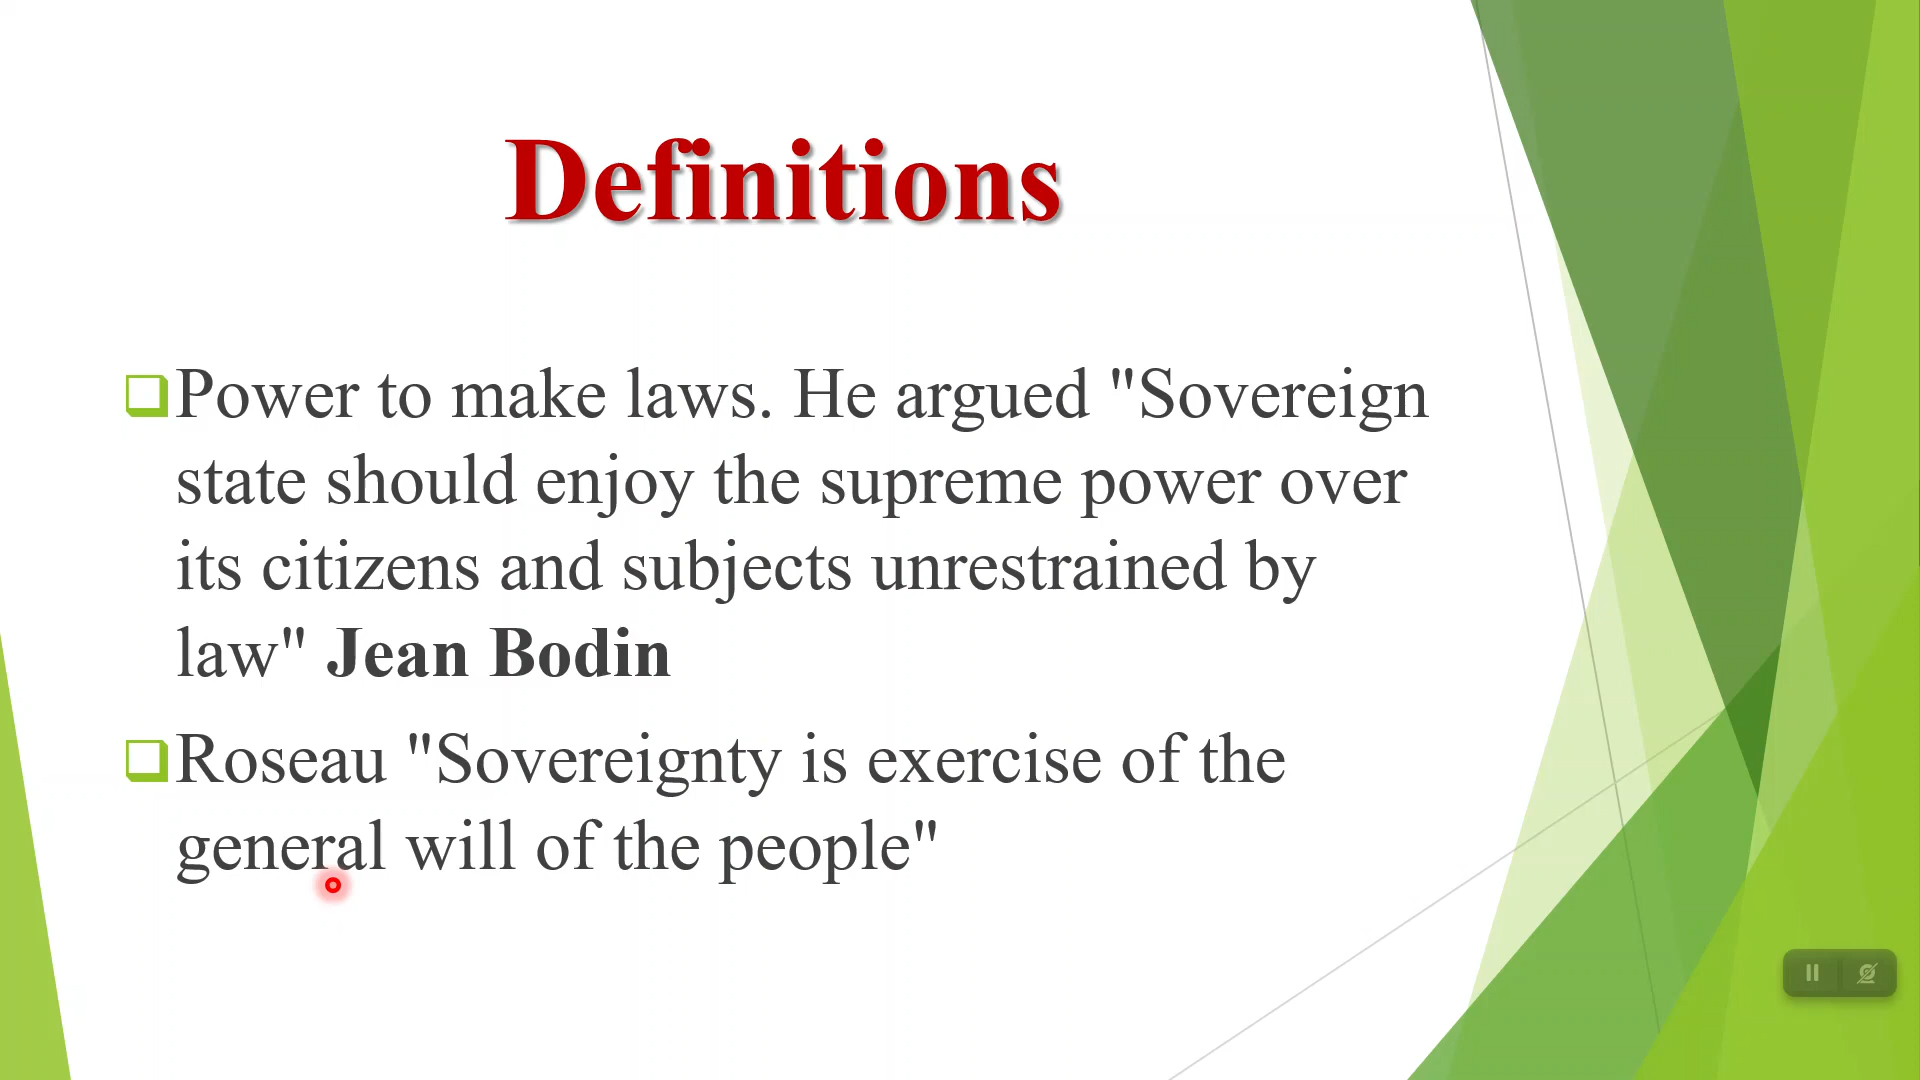 Definitions
Power to make laws. He argued "Sovereign
state should enjoy the supreme power over
its citizens and subjects unrestrained by
law" Jean Bodin
Roseau "Sovereignty is exercise of the
general will of the people"